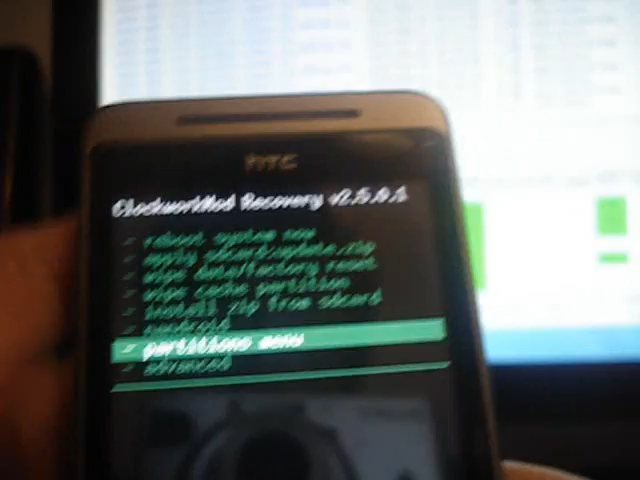 hTC
ClockworkMod Recovery v2.5.0.1
- reboot system now
- apply sdcard:update.zip
- wipe data/factory reset
- wipe cache partition
- install zip from sdcard
- nandroid
- partitions menu
- advanced